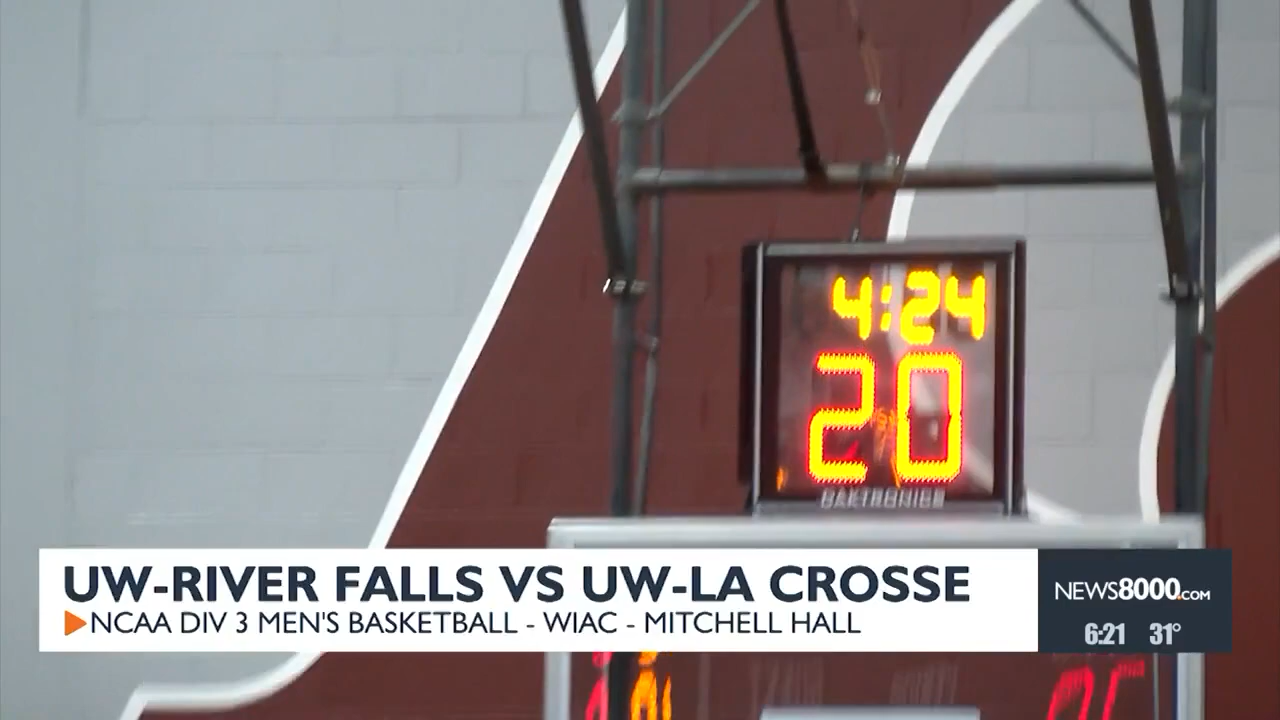 4:24
20
DAKTRONICS
UW-RIVER FALLS VS UW-LA CROSSE
NCAA DIV 3 MEN'S BASKETBALL - WIAC - MITCHELL HALL
NEWS8000.COM
6:21 31°